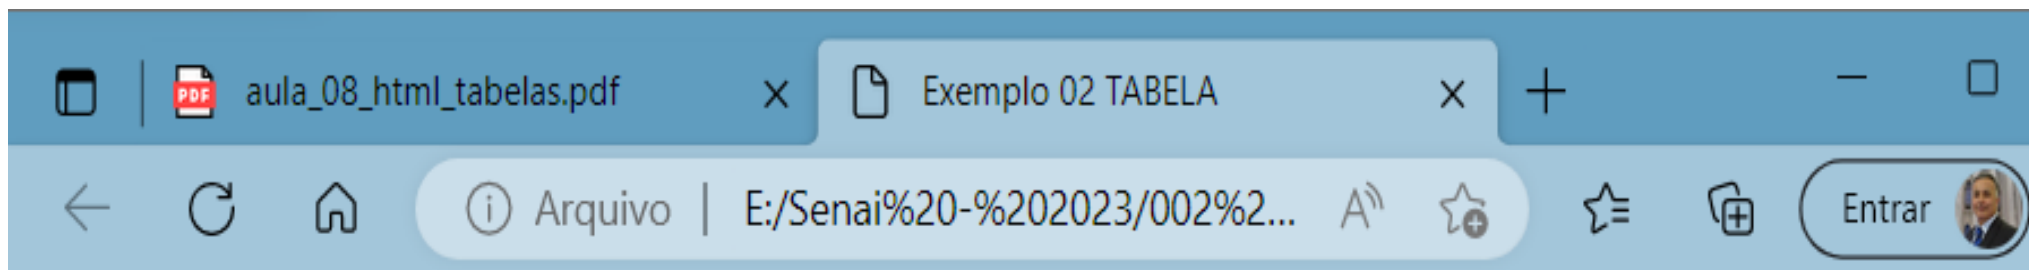 PDF aula_08_html_tabelas.pdf Exemplo 02 TABELA
Arquivo | E:/Senai%20-%202023/002%2... A Entrar